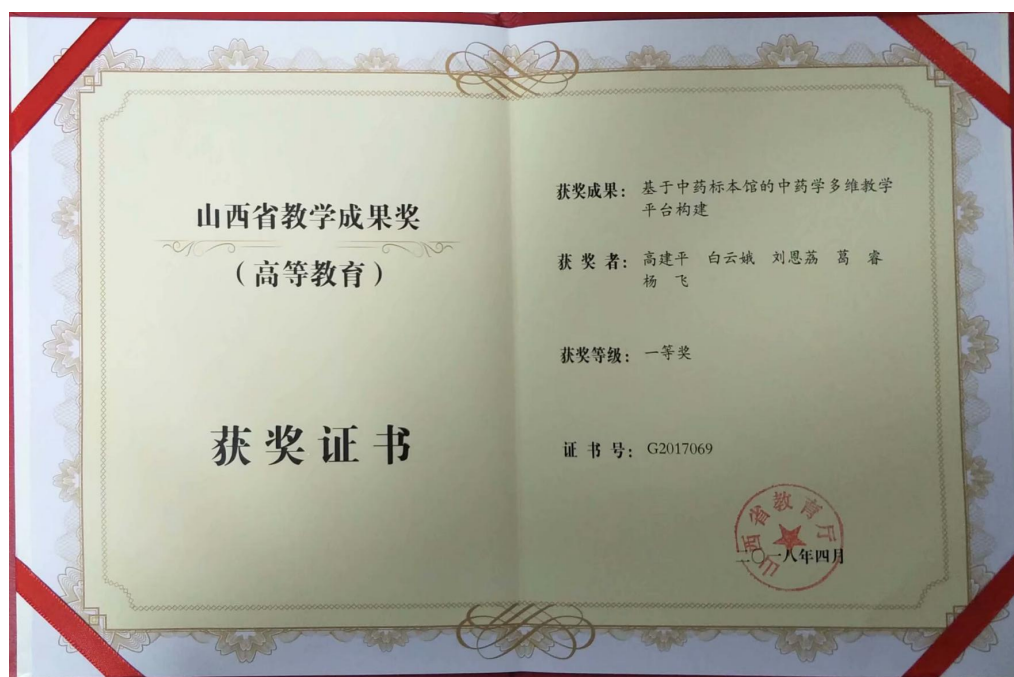 山西省教学成果奖
（高等教育）
获奖证书
获奖成果：基于中药标本馆的中药学多维教学
平台构建
获奖者：高建平 白云娥 刘恩荔 葛睿
杨飞
获奖等级：一等奖
证书号：G2017069
山西省教育厅
二〇一八年四月